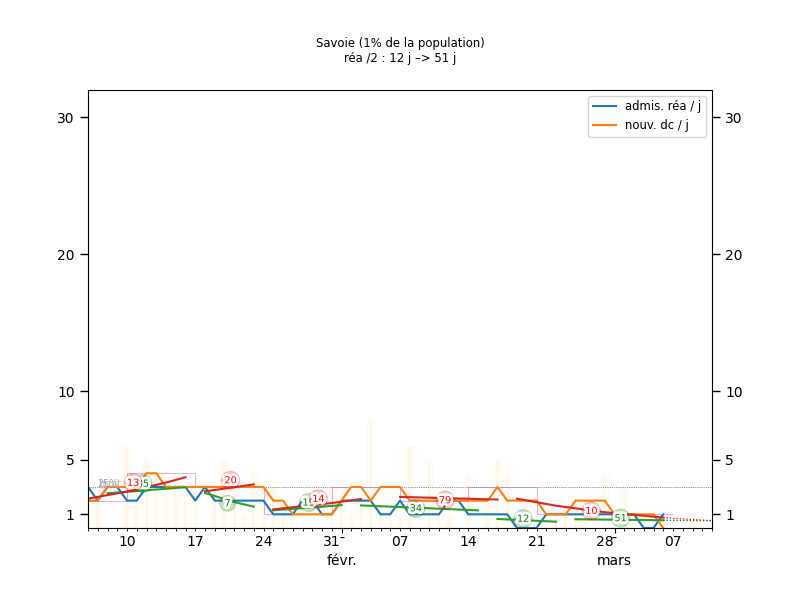 Savoie (1% de la population)
réa /2 : 12 j –> 51 j
admis. réa / j
nouv. dc / j
30 30
20 20
10 10
5 5
1 1
13 20
7
14
34
79
12
10
51
10 17 24 31 07 14 21 28 07
févr. mars